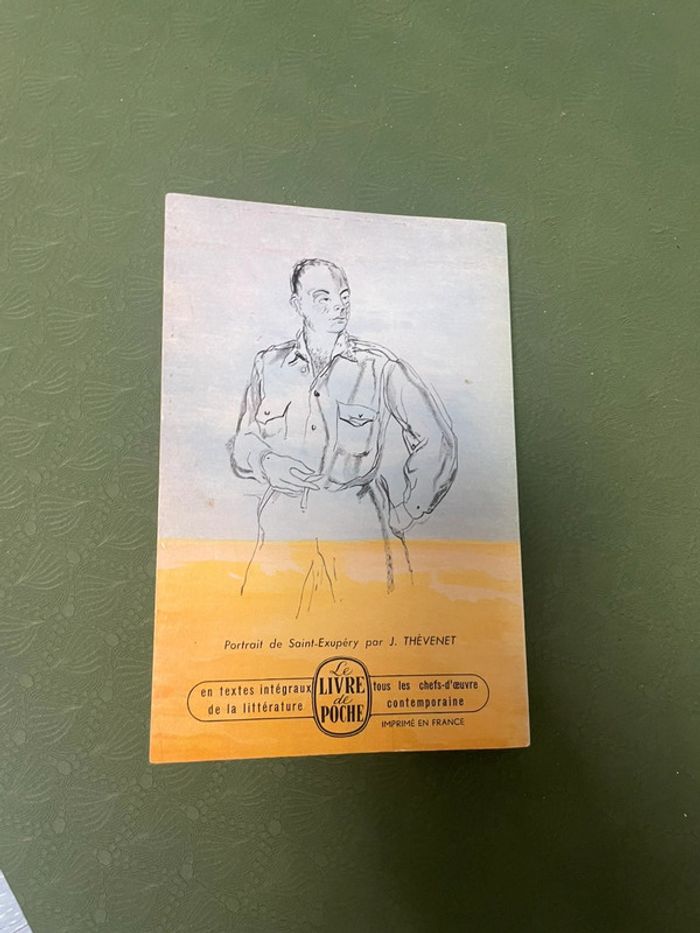 Portrait de Saint-Exupéry par J. THÉVENET
en textes intégraux
de la littérature
Le
LIVRE
de
POCHE
tous les chefs-d'œuvre
contemporaine
IMPRIMÉ EN FRANCE